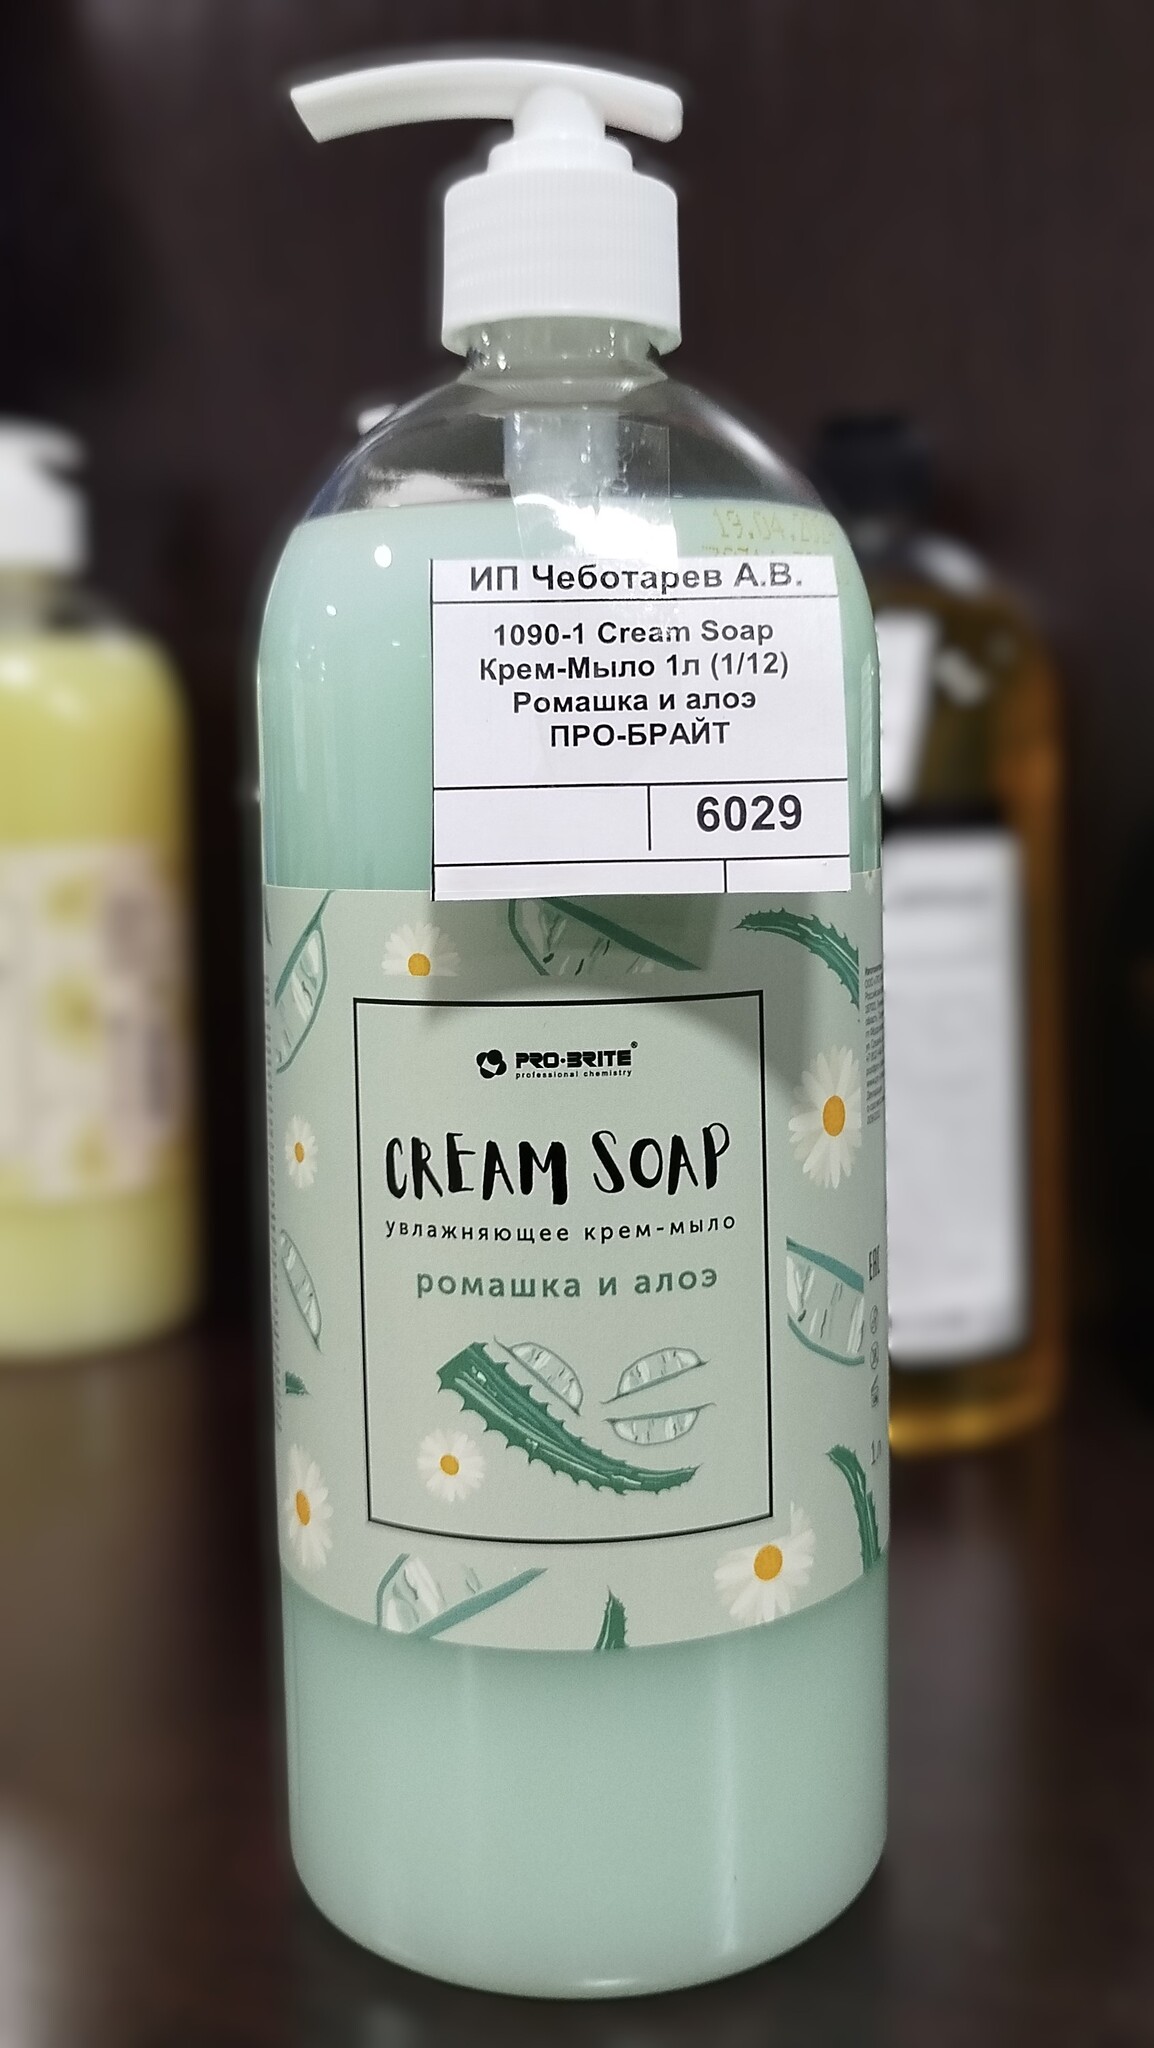 ИП Чеботарев А.В.
1090-1 Cream Soap
Крем-Мыло 1л (1/12)
Ромашка и алоэ
ПРО-БРАЙТ
6029
PRO-BRITE®
professional chemistry
CREAM SOAP
увлажняющее крем-мыло
ромашка и алоэ
EAC